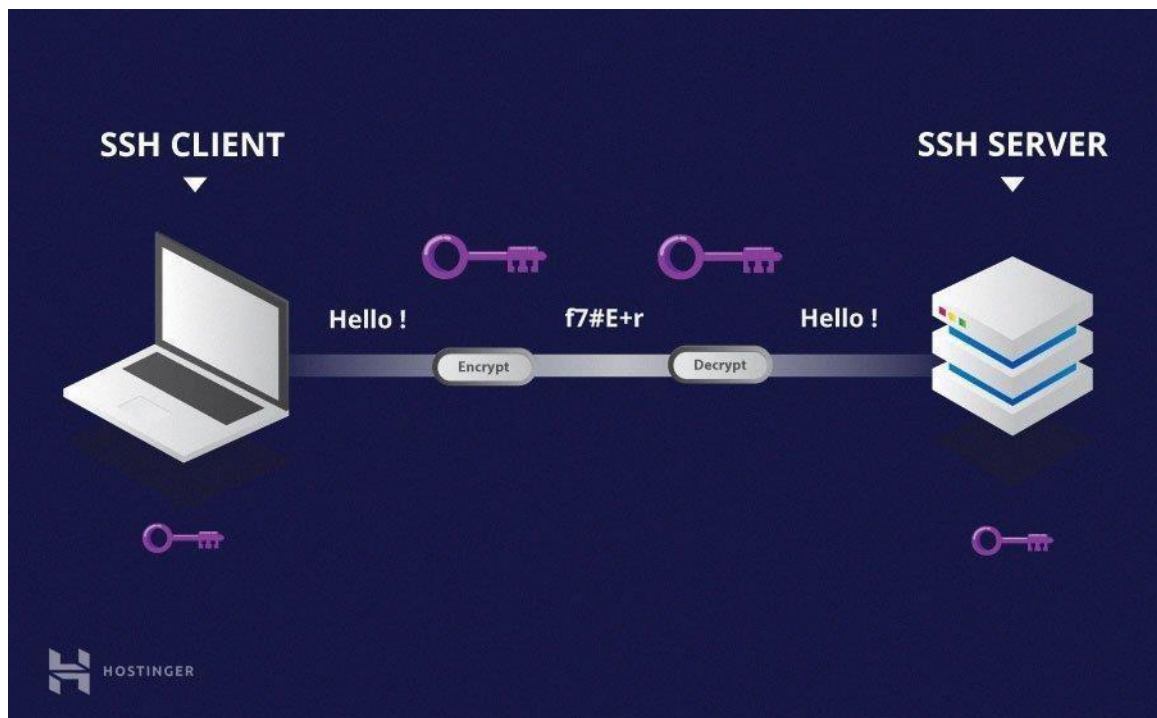 SSH CLIENT
SSH SERVER
Hello !
f7#E+r
Hello !
Encrypt
Decrypt
HOSTINGER